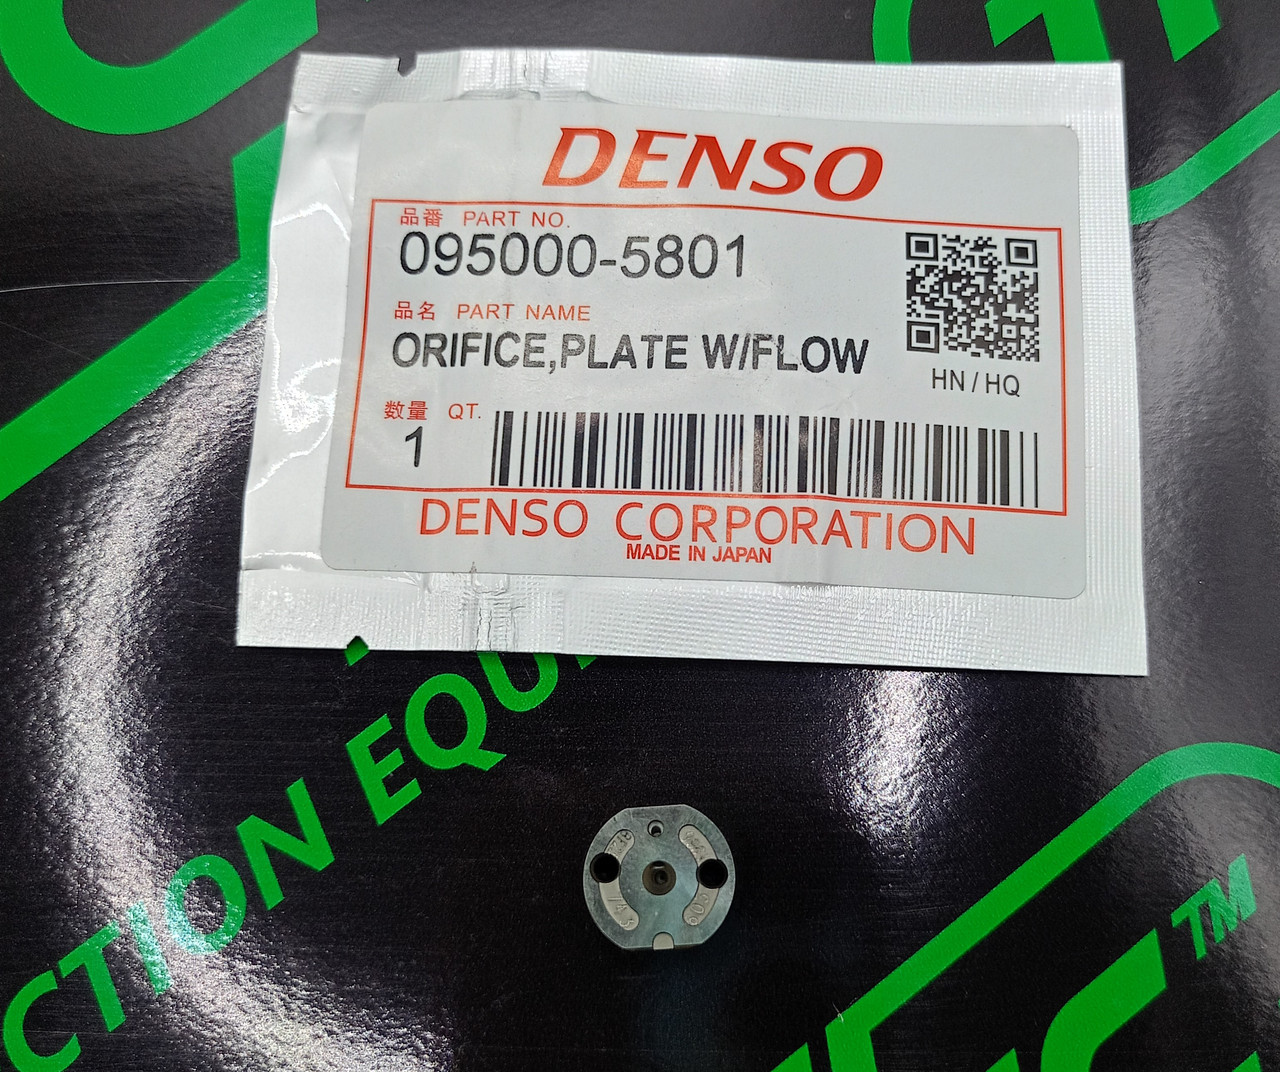 DENSO
品番 PART NO.
095000-5801
品名 PART NAME
ORIFICE,PLATE W/FLOW
HN / HQ
数量 QT.
1
DENSO CORPORATION
MADE IN JAPAN
CTION EQU
TM